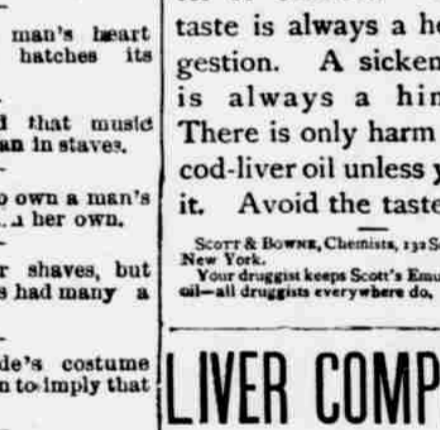 man's heart
hatches its
that music
an in staves.
own a man's
her own.
shaves, but
s had many a
de's costume
n to imply that
taste is always a
gestion. A sicken
is always a hin
There is only harm
cod-liver oil unless
it. Avoid the taste
SCOTT & BOWNE, Chemists, 132 S
New York.
Your druggist keeps Scott's Emu
oil—all druggists everywhere do.
LIVER COMP